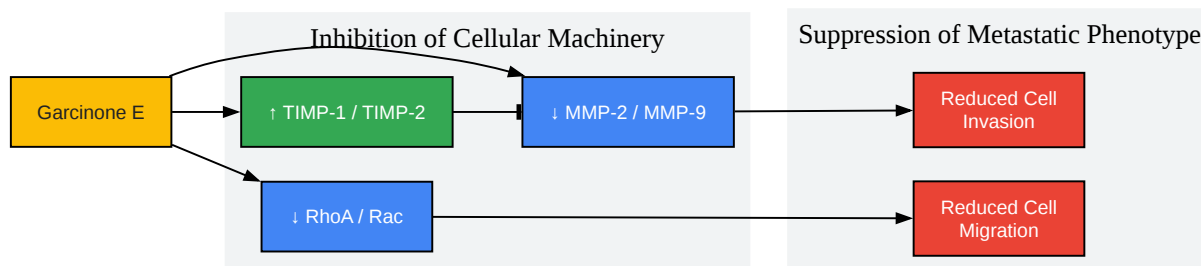 Inhibition of Cellular Machinery
Suppression of Metastatic Phenotype
Garcinone E
↑ TIMP-1 / TIMP-2
↓ MMP-2 / MMP-9
Reduced Cell
Invasion
↓ RhoA / Rac
Reduced Cell
Migration